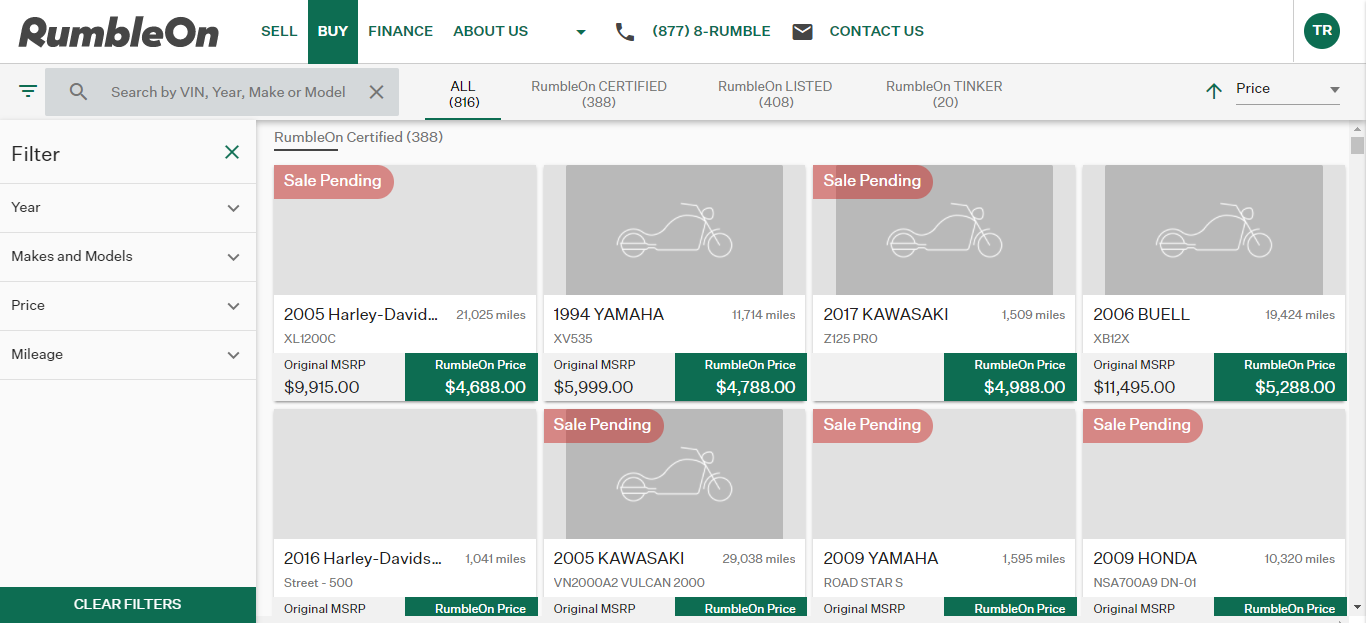 RumbleOn
SELL BUY FINANCE ABOUT US (877) 8-RUMBLE CONTACT US TR
Search by VIN, Year, Make or Model
ALL
(816)
RumbleOn CERTIFIED
(388)
RumbleOn LISTED
(408)
RumbleOn TINKER
(20)
Price
Filter
Year
Makes and Models
Price
Mileage
CLEAR FILTERS
RumbleOn Certified (388)
Sale Pending
2005 Harley-David... 21,025 miles
XL1200C
Original MSRP RumbleOn Price
$9,915.00 $4,688.00
1994 YAMAHA 11,714 miles
XV535
Original MSRP RumbleOn Price
$5,999.00 $4,788.00
Sale Pending
2017 KAWASAKI 1,509 miles
Z125 PRO
RumbleOn Price
$4,988.00
2006 BUELL 19,424 miles
XB12X
Original MSRP RumbleOn Price
$11,495.00 $5,288.00
2016 Harley-Davids... 1,041 miles
Street - 500
Original MSRP RumbleOn Price
Sale Pending
2005 KAWASAKI 29,038 miles
VN2000A2 VULCAN 2000
Original MSRP RumbleOn Price
Sale Pending
2009 YAMAHA 1,595 miles
ROAD STAR S
Original MSRP RumbleOn Price
Sale Pending
2009 HONDA 10,320 miles
NSA700A9 DN-01
Original MSRP RumbleOn Price